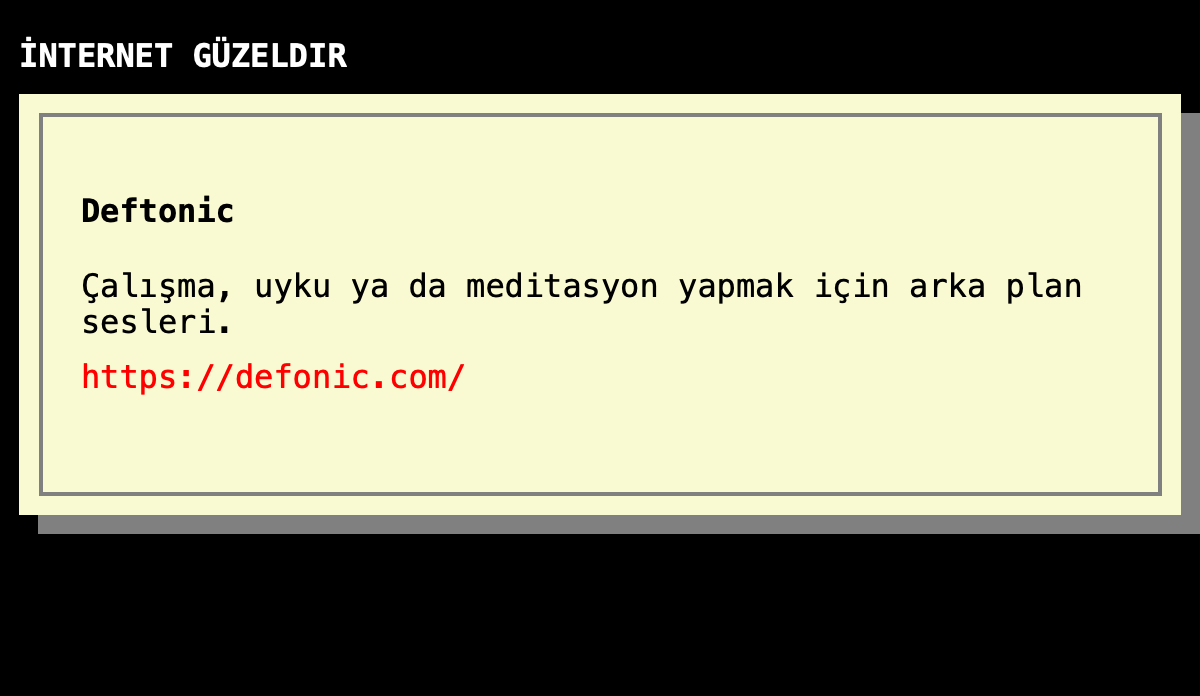 İNTERNET GÜZELDIR
Deftonic
Çalışma, uyku ya da meditasyon yapmak için arka plan
sesleri.
https://defonic.com/